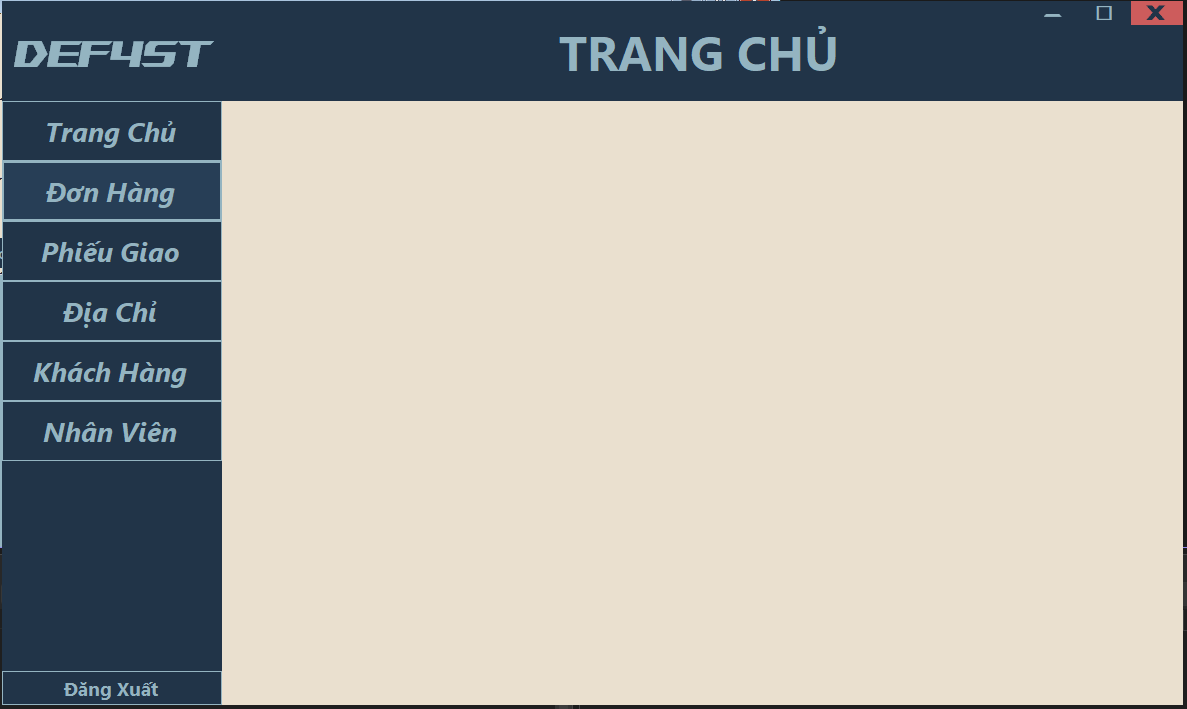 DEF4ST
TRANG CHỦ
Trang Chủ
Đơn Hàng
Phiếu Giao
Địa Chỉ
Khách Hàng
Nhân Viên
Đăng Xuất